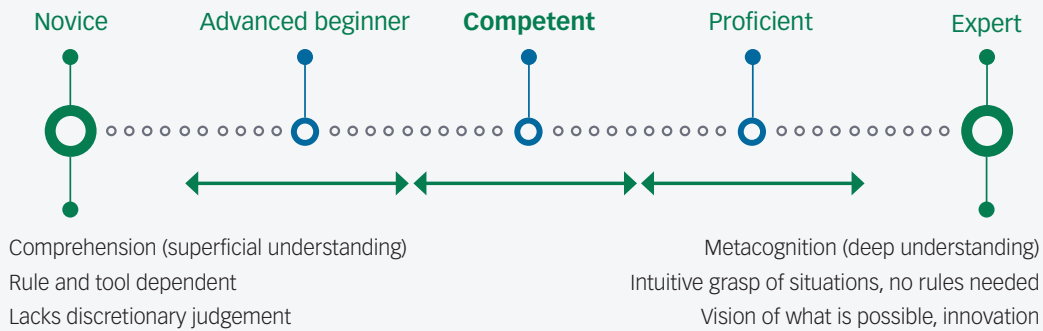 Novice
Advanced beginner
Competent
Proficient
Expert
Comprehension (superficial understanding)
Rule and tool dependent
Lacks discretionary judgement
Metacognition (deep understanding)
Intuitive grasp of situations, no rules needed
Vision of what is possible, innovation